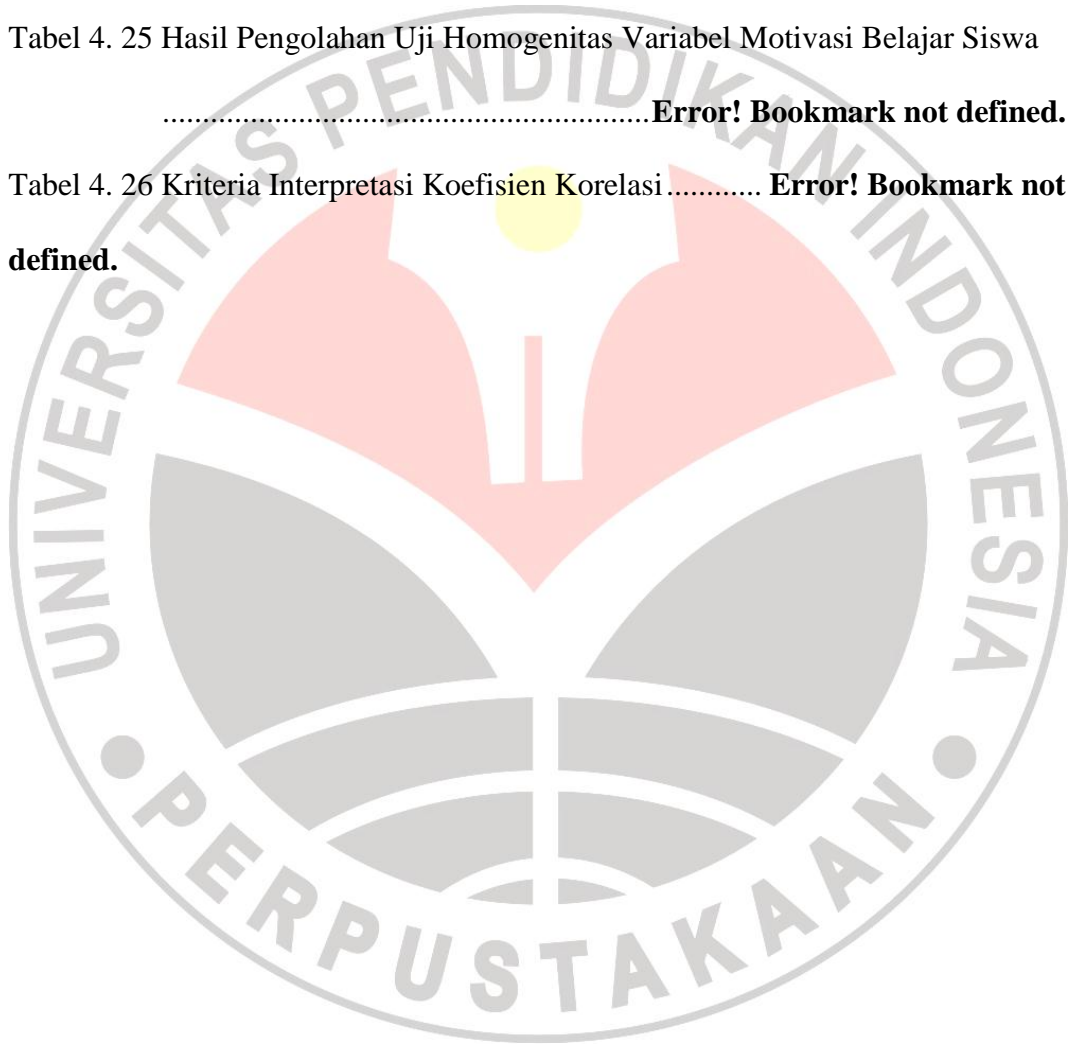 Tabel 4. 25 Hasil Pengolahan Uji Homogenitas Variabel Motivasi Belajar Siswa
.............................................................Error! Bookmark not defined.
Tabel 4. 26 Kriteria Interpretasi Koefisien Korelasi............ Error! Bookmark not
defined.
UNIVERSITAS PENDIDIKAN INDONESIA
PERPUSTAKAAN